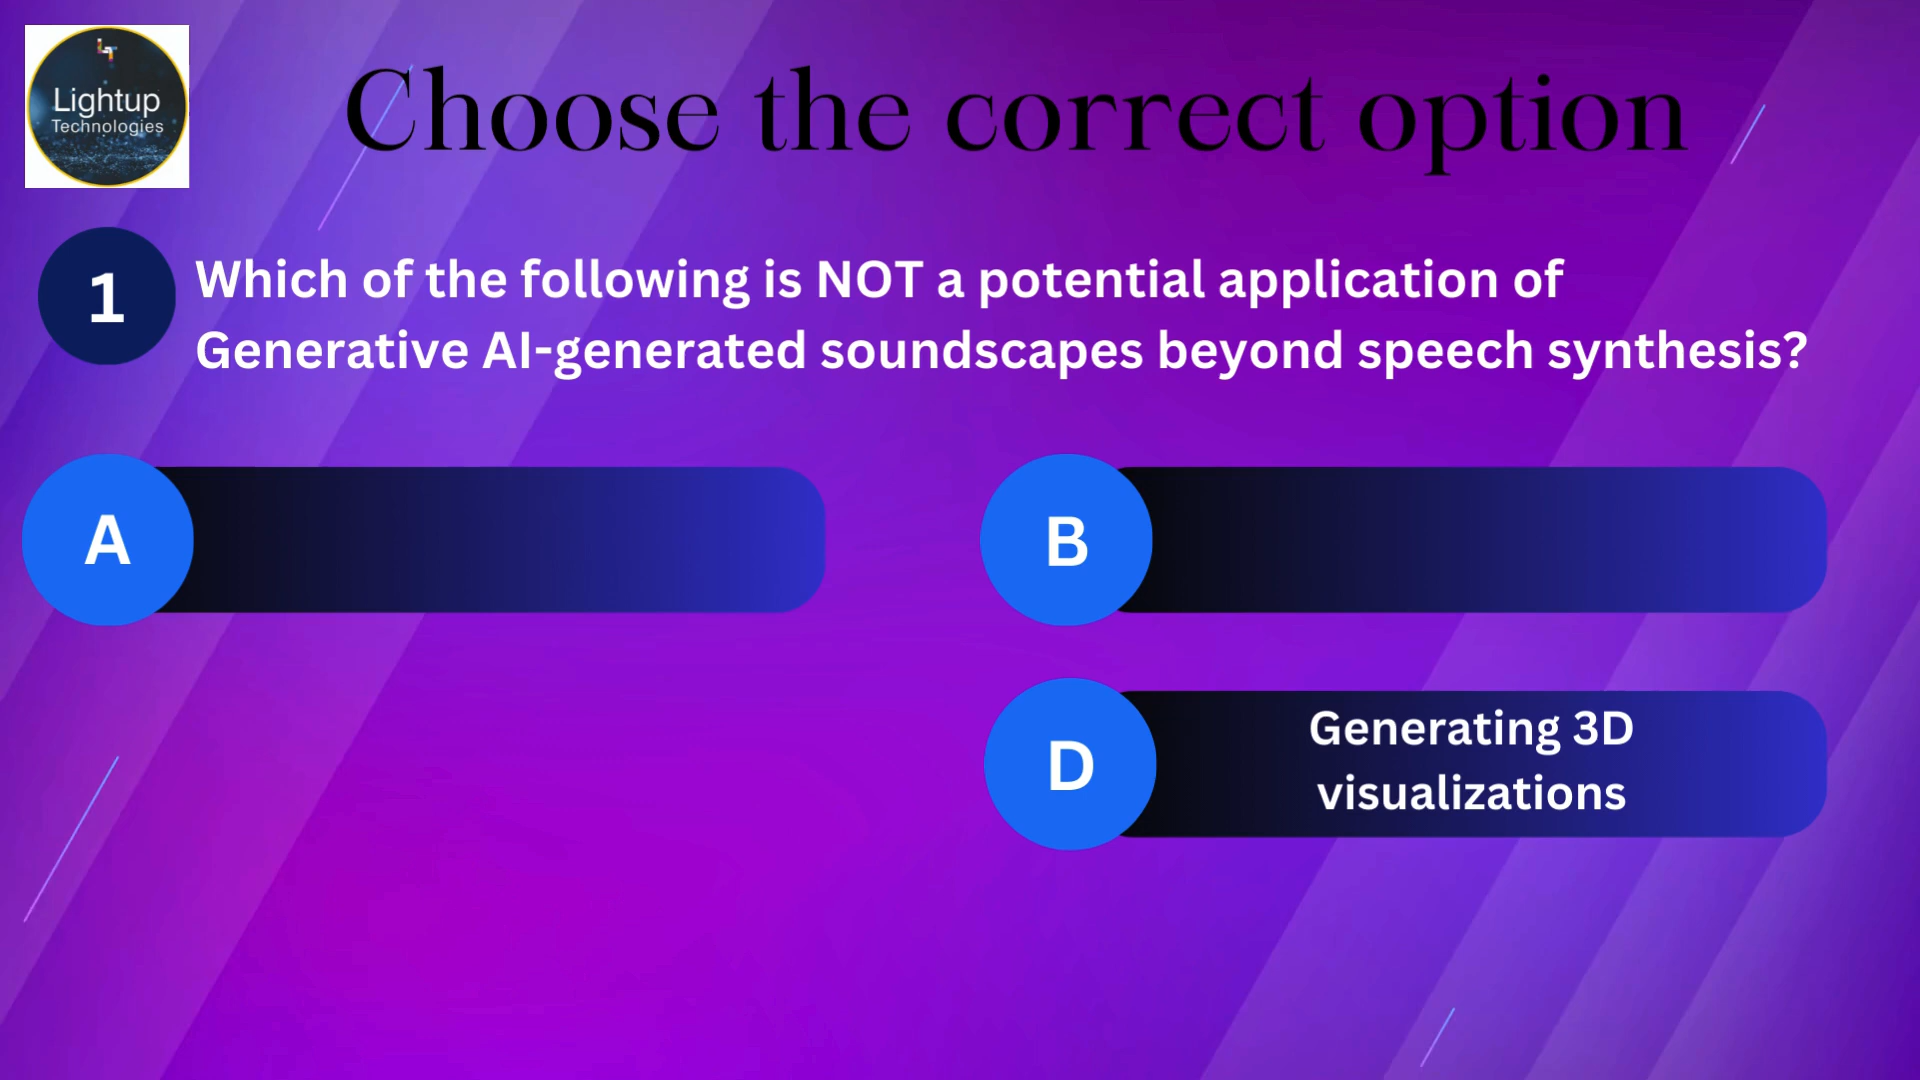 LT
Lightup
Technologies
Choose the correct option
1
Which of the following is NOT a potential application of
Generative AI-generated soundscapes beyond speech synthesis?
A
B
D
Generating 3D
visualizations